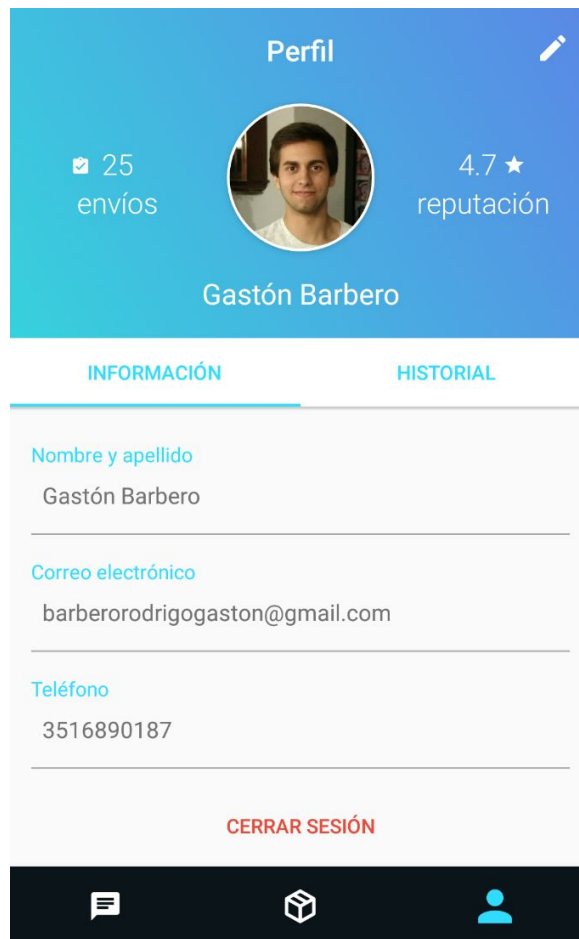 Perfil
25
envíos
4.7 ★
reputación
Gastón Barbero
INFORMACIÓN
HISTORIAL
Nombre y apellido
Gastón Barbero
Correo electrónico
barberorodrigogaston@gmail.com
Teléfono
3516890187
CERRAR SESIÓN